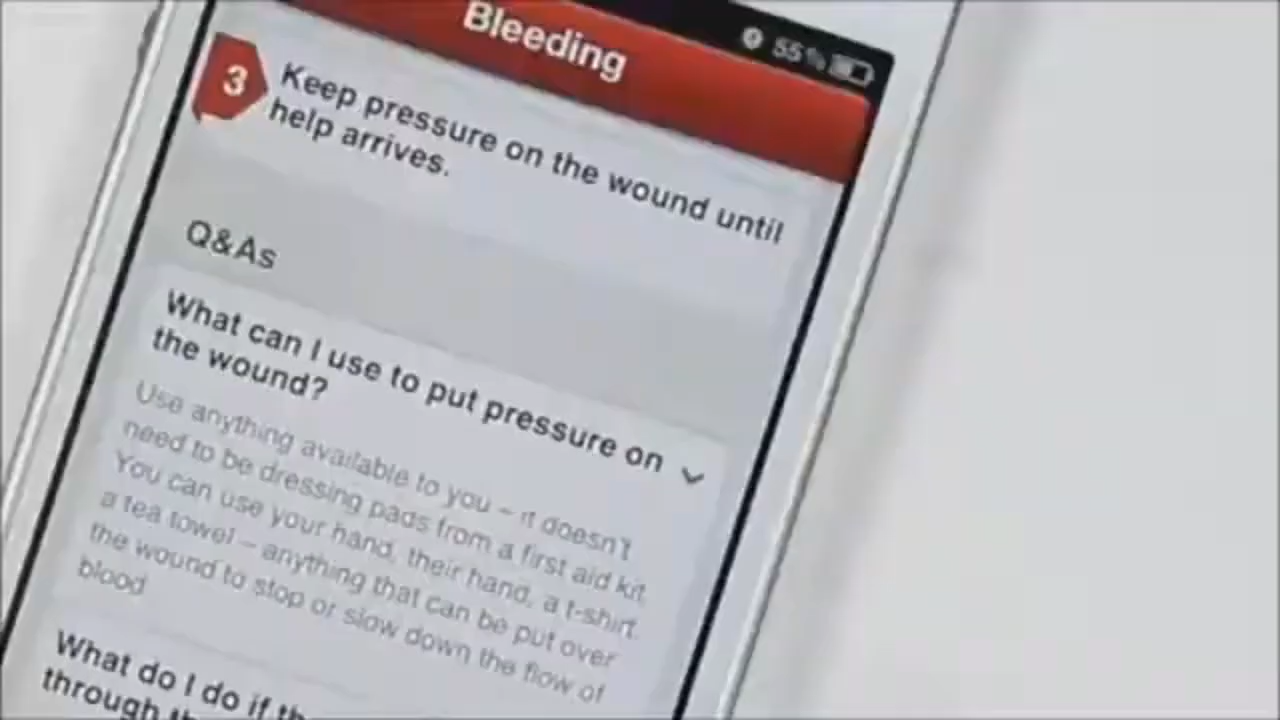 Bleeding
55%
3
Keep pressure on the wound until
help arrives.
Q&As
What can I use to put pressure on
the wound?
Use anything available to you – it doesn't
need to be dressing pads from a first aid kit.
You can use your hand, their hand, a t-shirt,
a tea towel – anything that can be put over
the wound to stop or slow down the flow of
blood
What do I do if
through